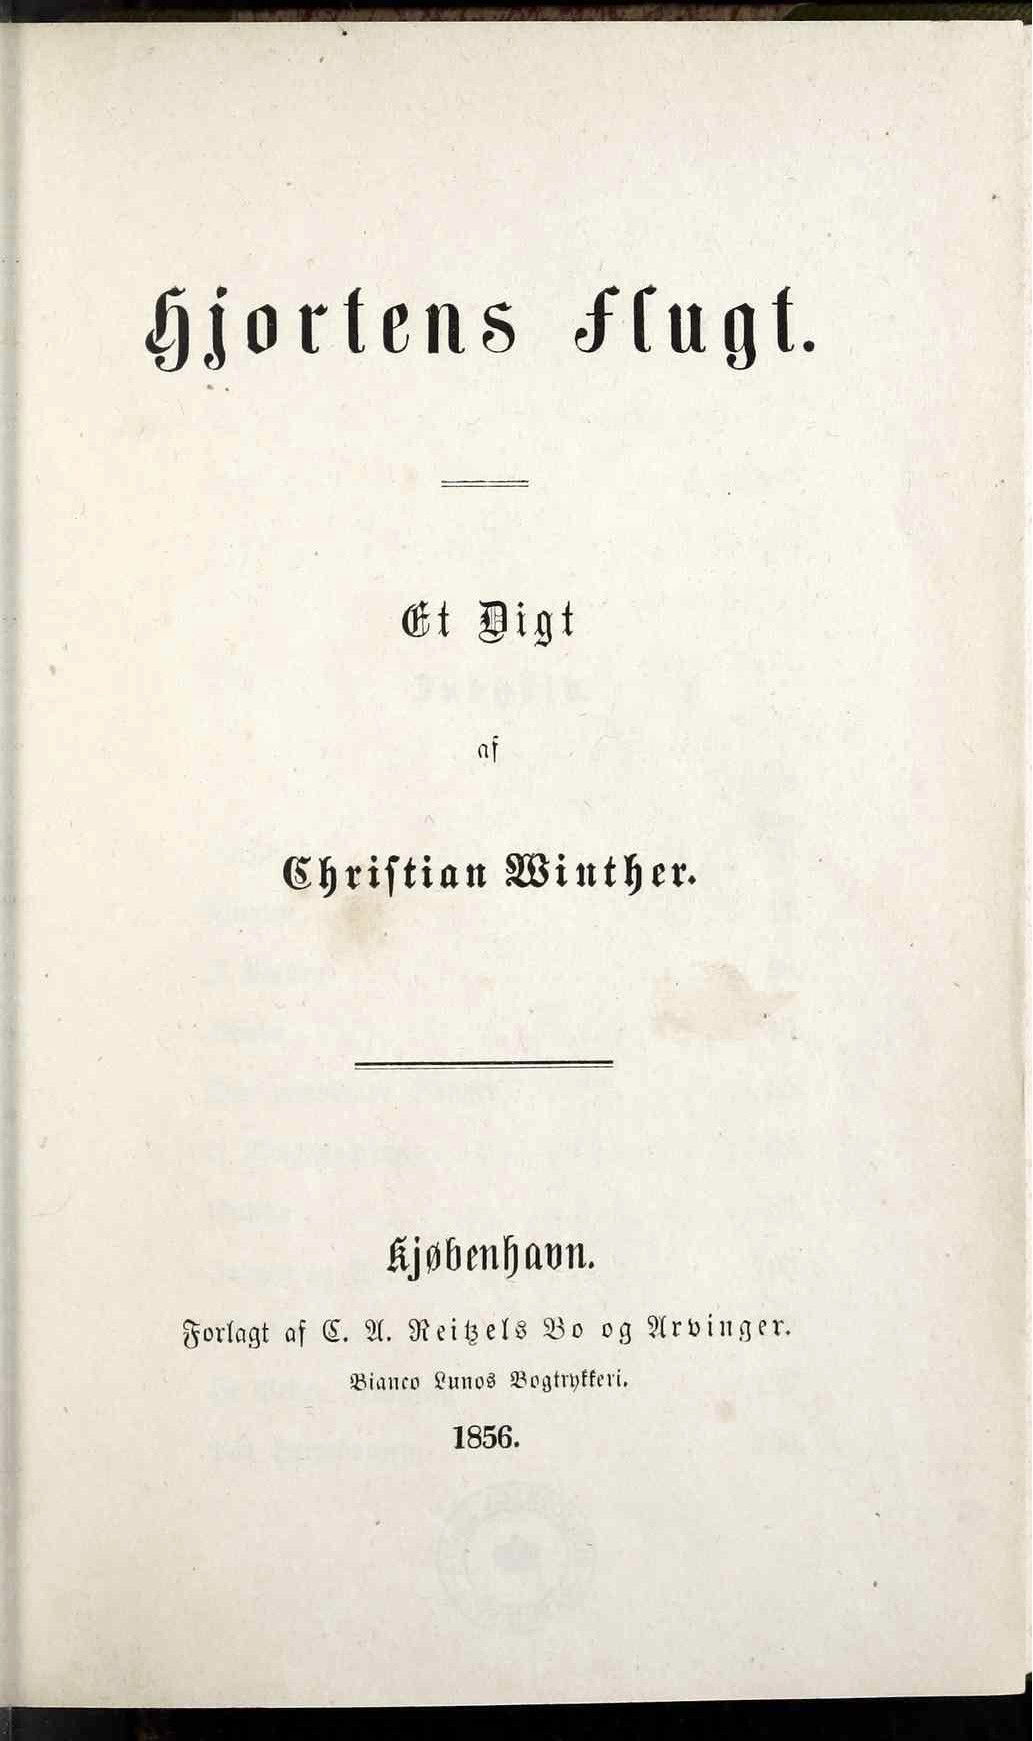 Hjortens Flugt.
Et Digt
af
Christian Winther.
Kjøbenhavn.
Forlagt af C. A. Reitzels Bo og Arvinger.
Bianco Lunos Bogtrykkeri.
1856.